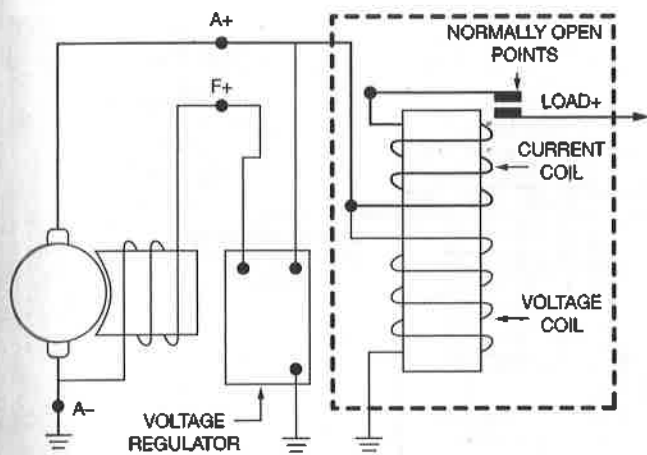 A+
NORMALLY OPEN
POINTS
F+
LOAD+
CURRENT
COIL
VOLTAGE
COIL
A−
VOLTAGE
REGULATOR